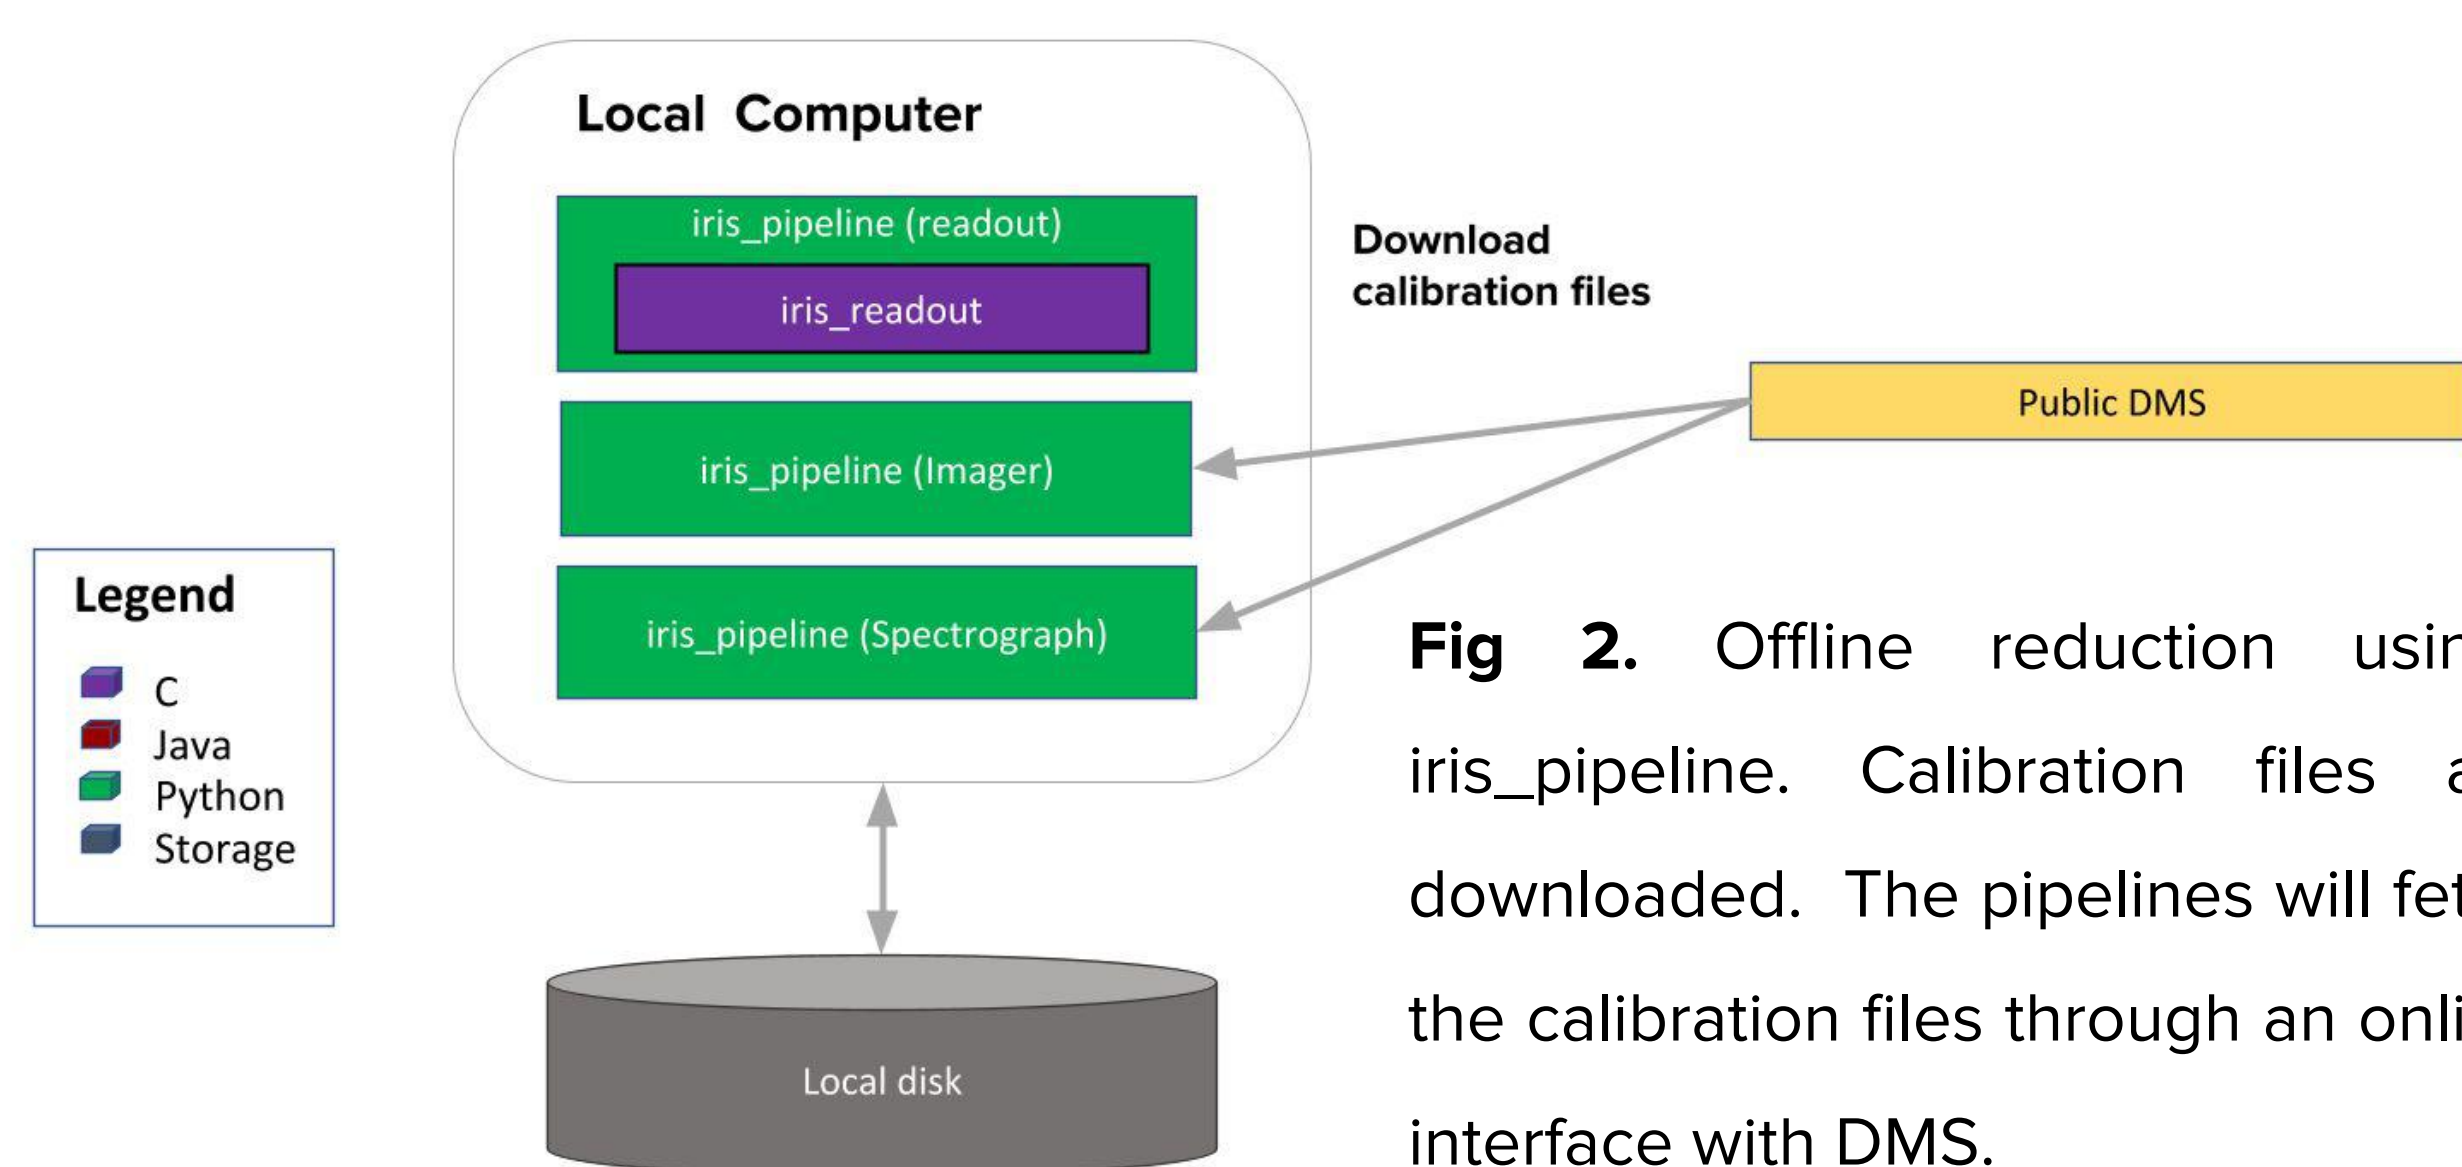 Local Computer
iris_pipeline (readout)
iris_readout
iris_pipeline (Imager)
iris_pipeline (Spectrograph)
Download
calibration files
Public DMS
Legend
C
Java
Python
Storage
Local disk
Fig 2. Offline reduction usin
iris_pipeline. Calibration files a
downloaded. The pipelines will fet
the calibration files through an onli
interface with DMS.